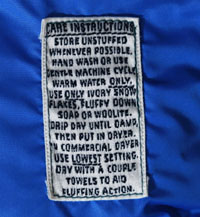 CARE INSTRUCTIONS
STORE UNSTUFFED
WHENEVER POSSIBLE.
HAND WASH OR USE
GENTLE MACHINE CYCLE.
WARM WATER ONLY.
USE ONLY IVORY SNOW
FLAKES, FLUFFY DOWN
SOAP OR WOOLITE.
DRIP DRY UNTIL DAMP,
THEN PUT IN DRYER.
IN COMMERCIAL DRYER
USE LOWEST SETTING.
DRY WITH A COUPLE
TOWELS TO AID
FLUFFING ACTION.